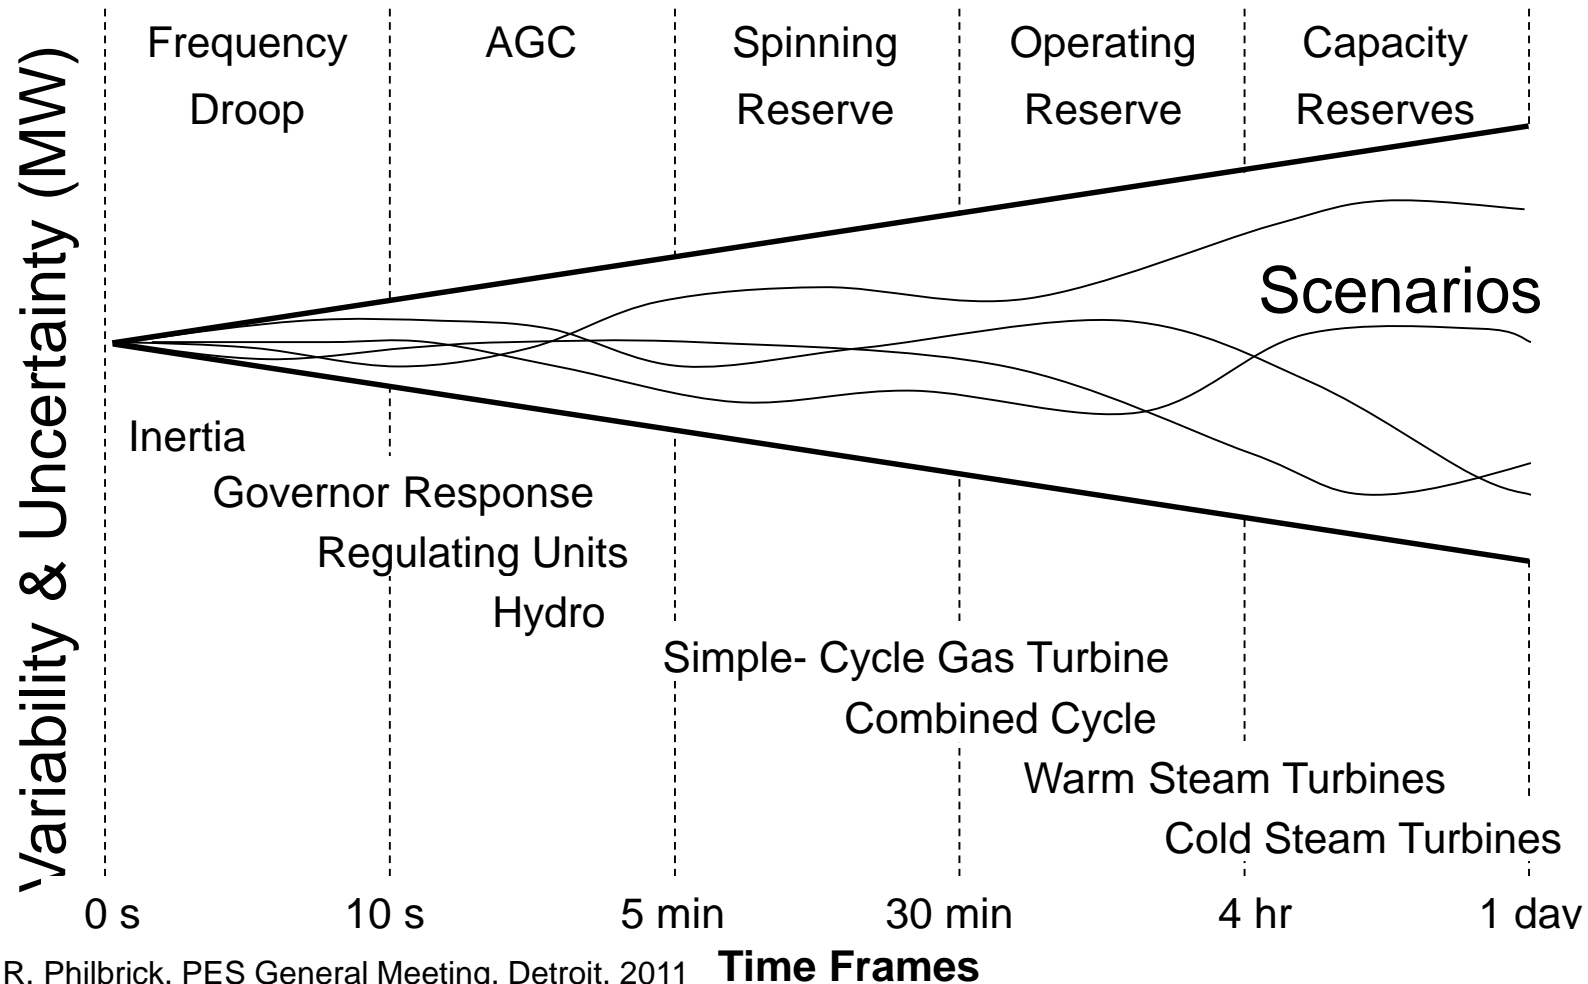 Variability & Uncertainty (MW)
Frequency
Droop
AGC
Spinning
Reserve
Operating
Reserve
Capacity
Reserves
Scenarios
Inertia
Governor Response
Regulating Units
Hydro
Simple- Cycle Gas Turbine
Combined Cycle
Warm Steam Turbines
Cold Steam Turbines
0 s
10 s
5 min
30 min
4 hr
1 day
Time Frames
R. Philbrick, PES General Meeting, Detroit, 2011